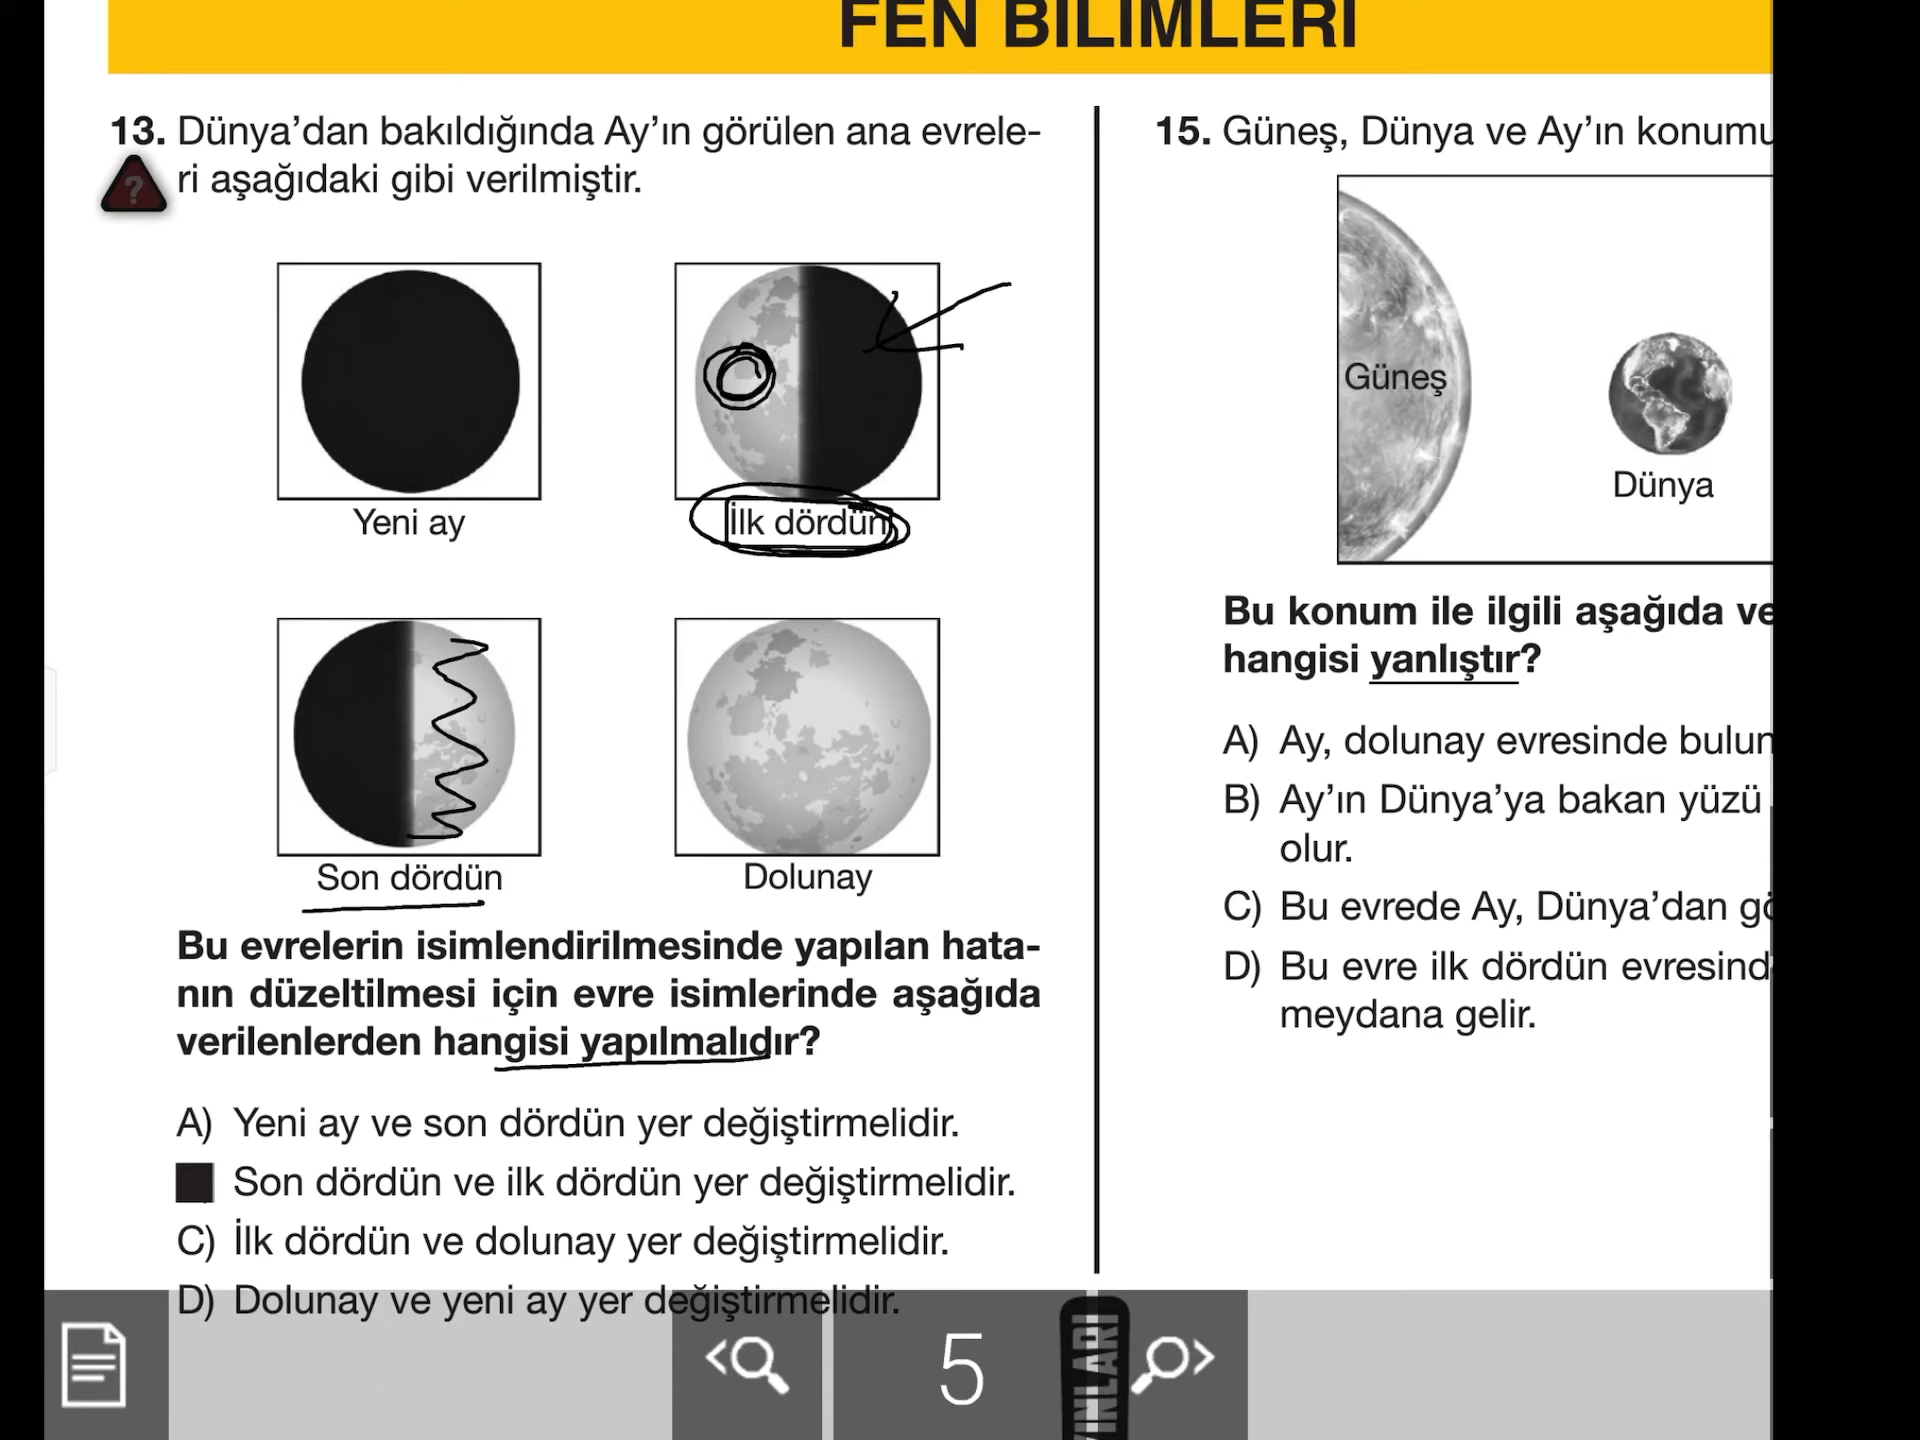 FEN BİLİMLERİ
13. Dünya'dan bakıldığında Ay'ın görülen ana evrele-
ri aşağıdaki gibi verilmiştir.
?
Yeni ay
İlk dördün
Son dördün
Dolunay
Bu evrelerin isimlendirilmesinde yapılan hata-
nın düzeltilmesi için evre isimlerinde aşağıda
verilenlerden hangisi yapılmalıdır?
A) Yeni ay ve son dördün yer değiştirmelidir.
Son dördün ve ilk dördün yer değiştirmelidir.
C) İlk dördün ve dolunay yer değiştirmelidir.
D) Dolunay ve yeni ay yer değiştirmelidir.
15. Güneş, Dünya ve Ay'ın konumu
Güneş
Dünya
Bu konum ile ilgili aşağıda ve
hangisi yanlıştır?
A) Ay, dolunay evresinde bulun
B) Ay'ın Dünya'ya bakan yüzü
olur.
C) Bu evrede Ay, Dünya'dan gö
D) Bu evre ilk dördün evresind
meydana gelir.
5
YINLARI